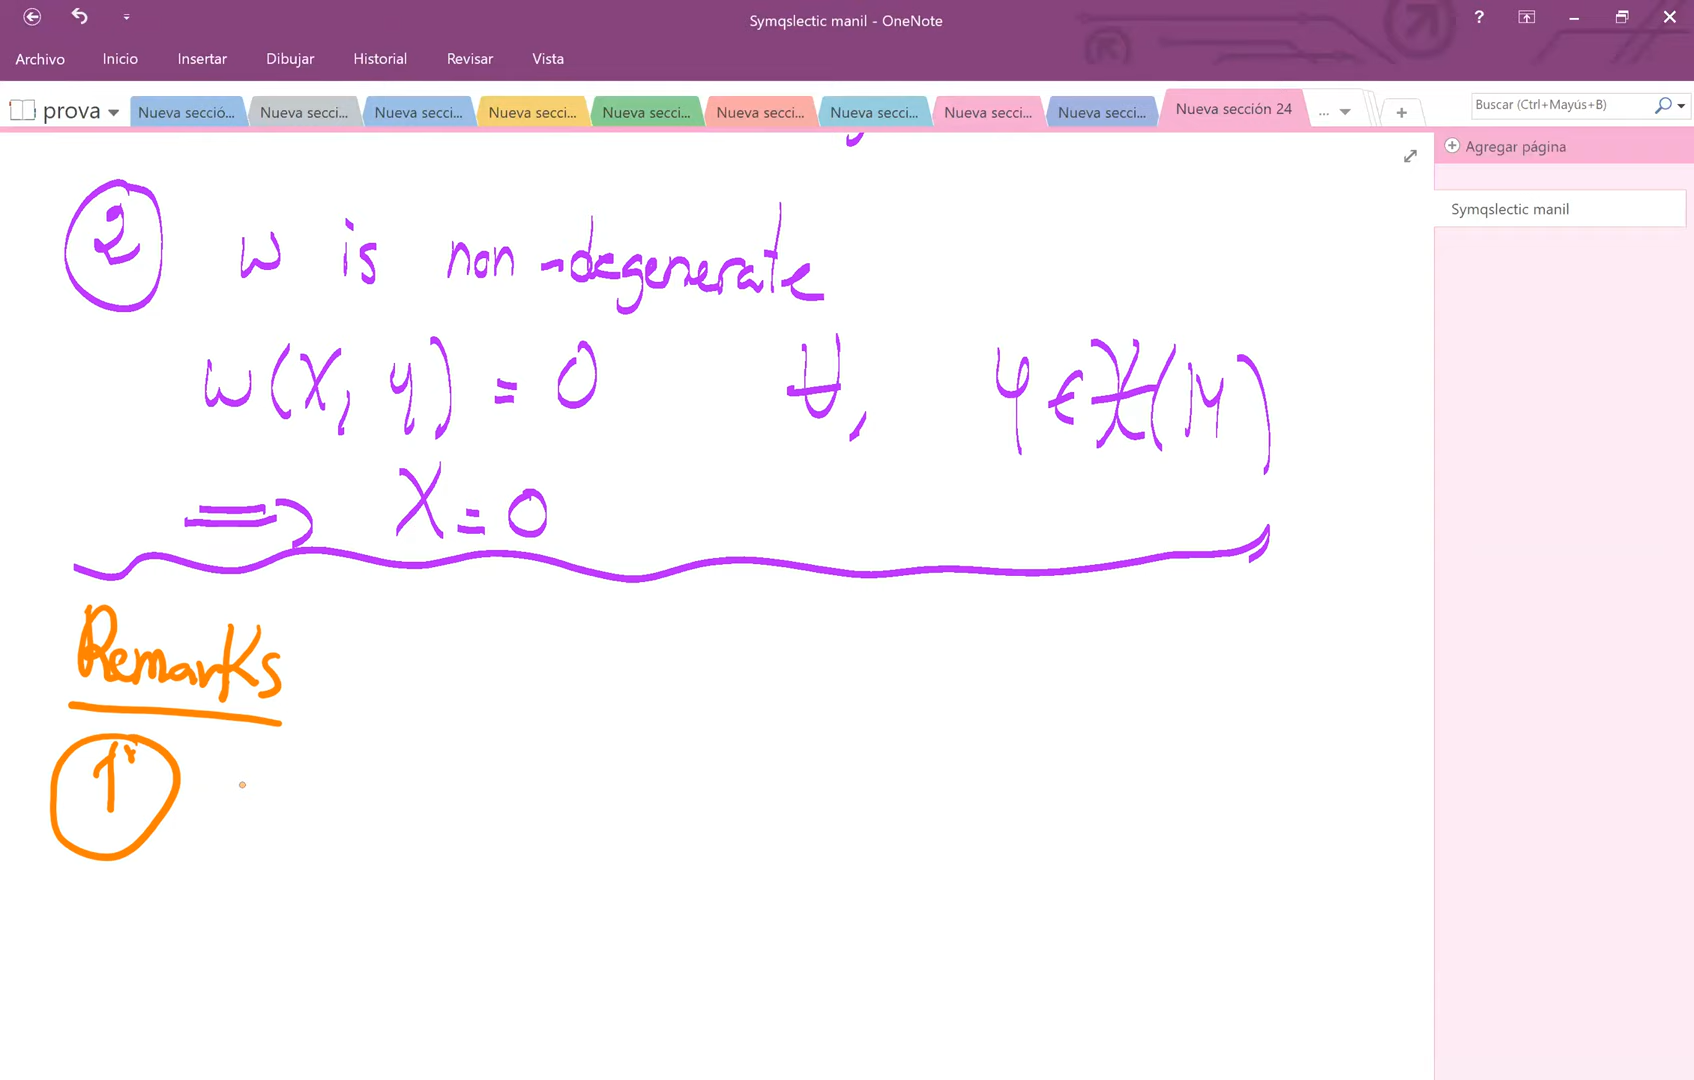 Symqslectic manil - OneNote
?
Archivo Inicio Insertar Dibujar Historial Revisar Vista
prova Nueva secció... Nueva secci... Nueva secci... Nueva secci... Nueva secci... Nueva secci... Nueva secci... Nueva secci... Nueva secci... Nueva sección 24 ... Buscar (Ctrl+Mayús+B)
Agregar página
Symqslectic manil
2 ω is non-degenerate
ω(X, Y) = 0 ∀, Y ∈ 𝔛(M)
⟹ X = 0
Remarks
1